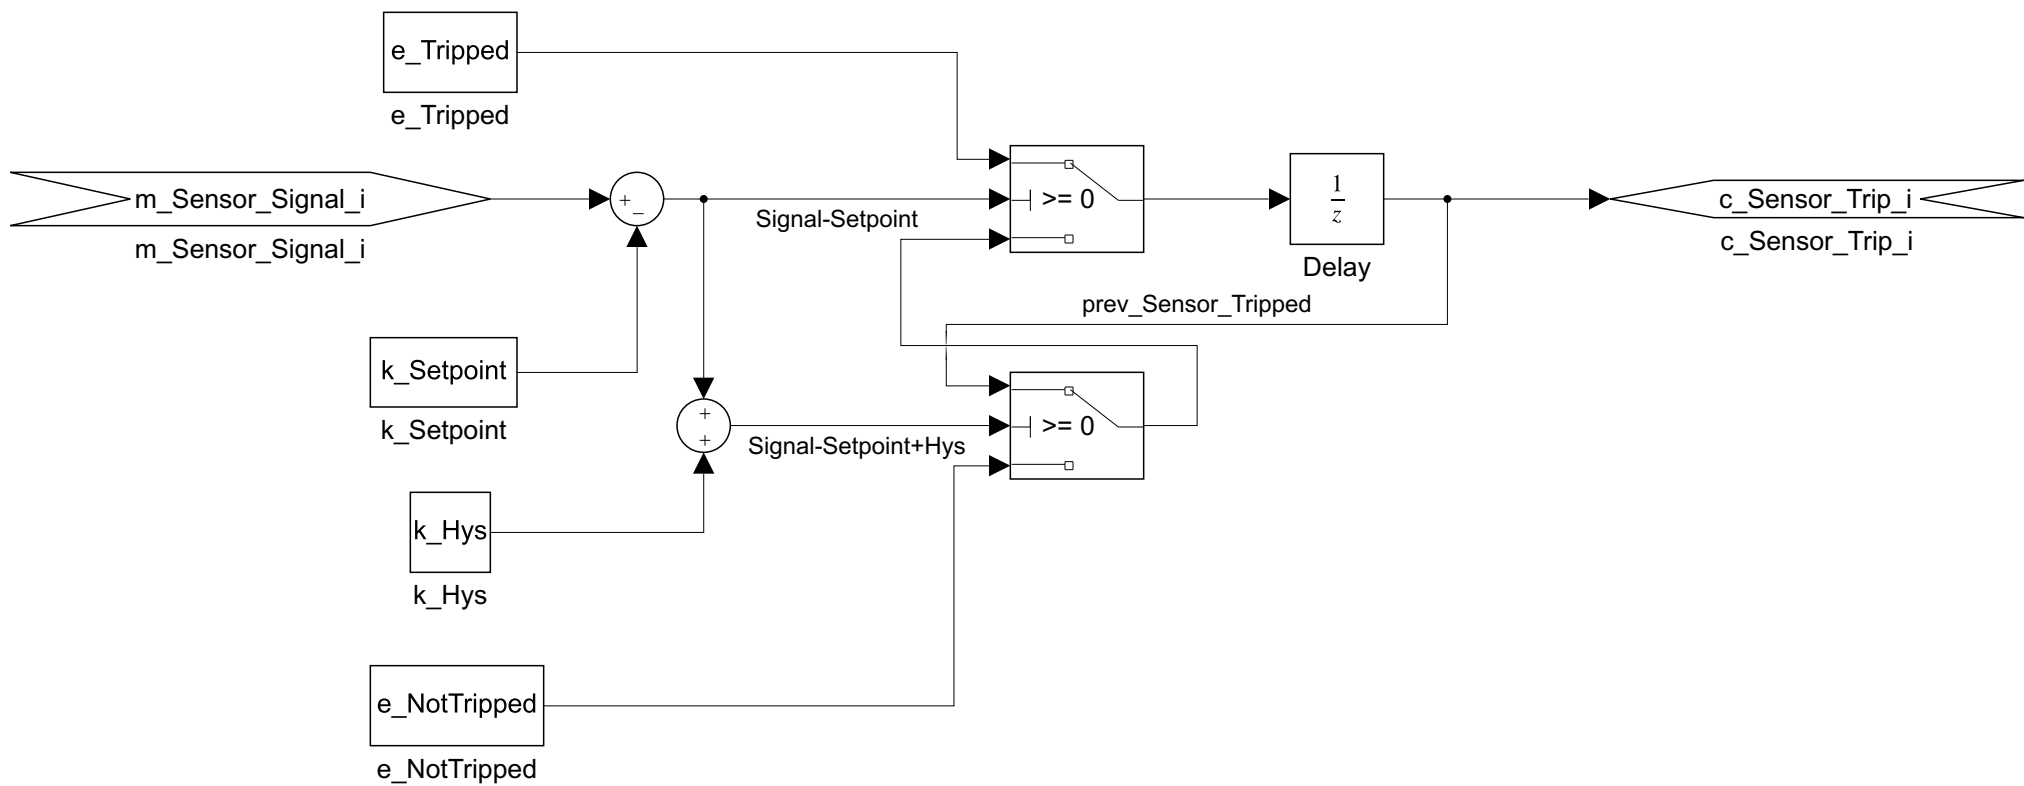 e_Tripped
e_Tripped
m_Sensor_Signal_i
m_Sensor_Signal_i
+
−
Signal-Setpoint
>= 0
1
z
Delay
c_Sensor_Trip_i
c_Sensor_Trip_i
prev_Sensor_Tripped
k_Setpoint
k_Setpoint
+
+
Signal-Setpoint+Hys
>= 0
k_Hys
k_Hys
e_NotTripped
e_NotTripped